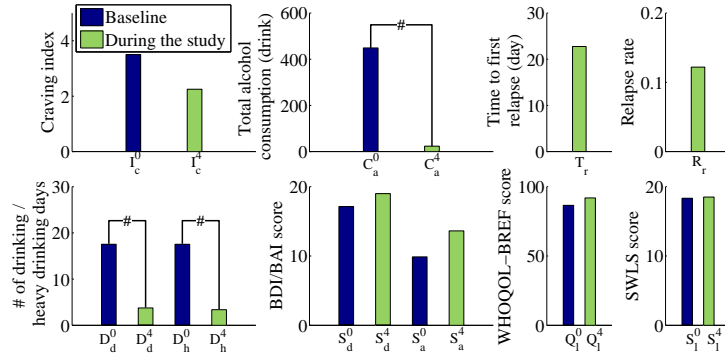 Baseline
During the study
Craving index
0
2
4
I_c^0 I_c^4
Total alcohol
consumption (drink)
0
200
400
600
#
C_a^0 C_a^4
Time to first
relapse (day)
0
10
20
30
T_r
Relapse rate
0
0.1
0.2
R_r
# of drinking /
heavy drinking days
0
10
20
30
# #
D_d^0 D_d^4 D_h^0 D_h^4
BDI/BAI score
0
5
10
15
20
S_d^0 S_d^4 S_a^0 S_a^4
WHOQOL−BREF score
0
50
100
Q_l^0 Q_l^4
SWLS score
0
5
10
15
20
S_l^0 S_l^4